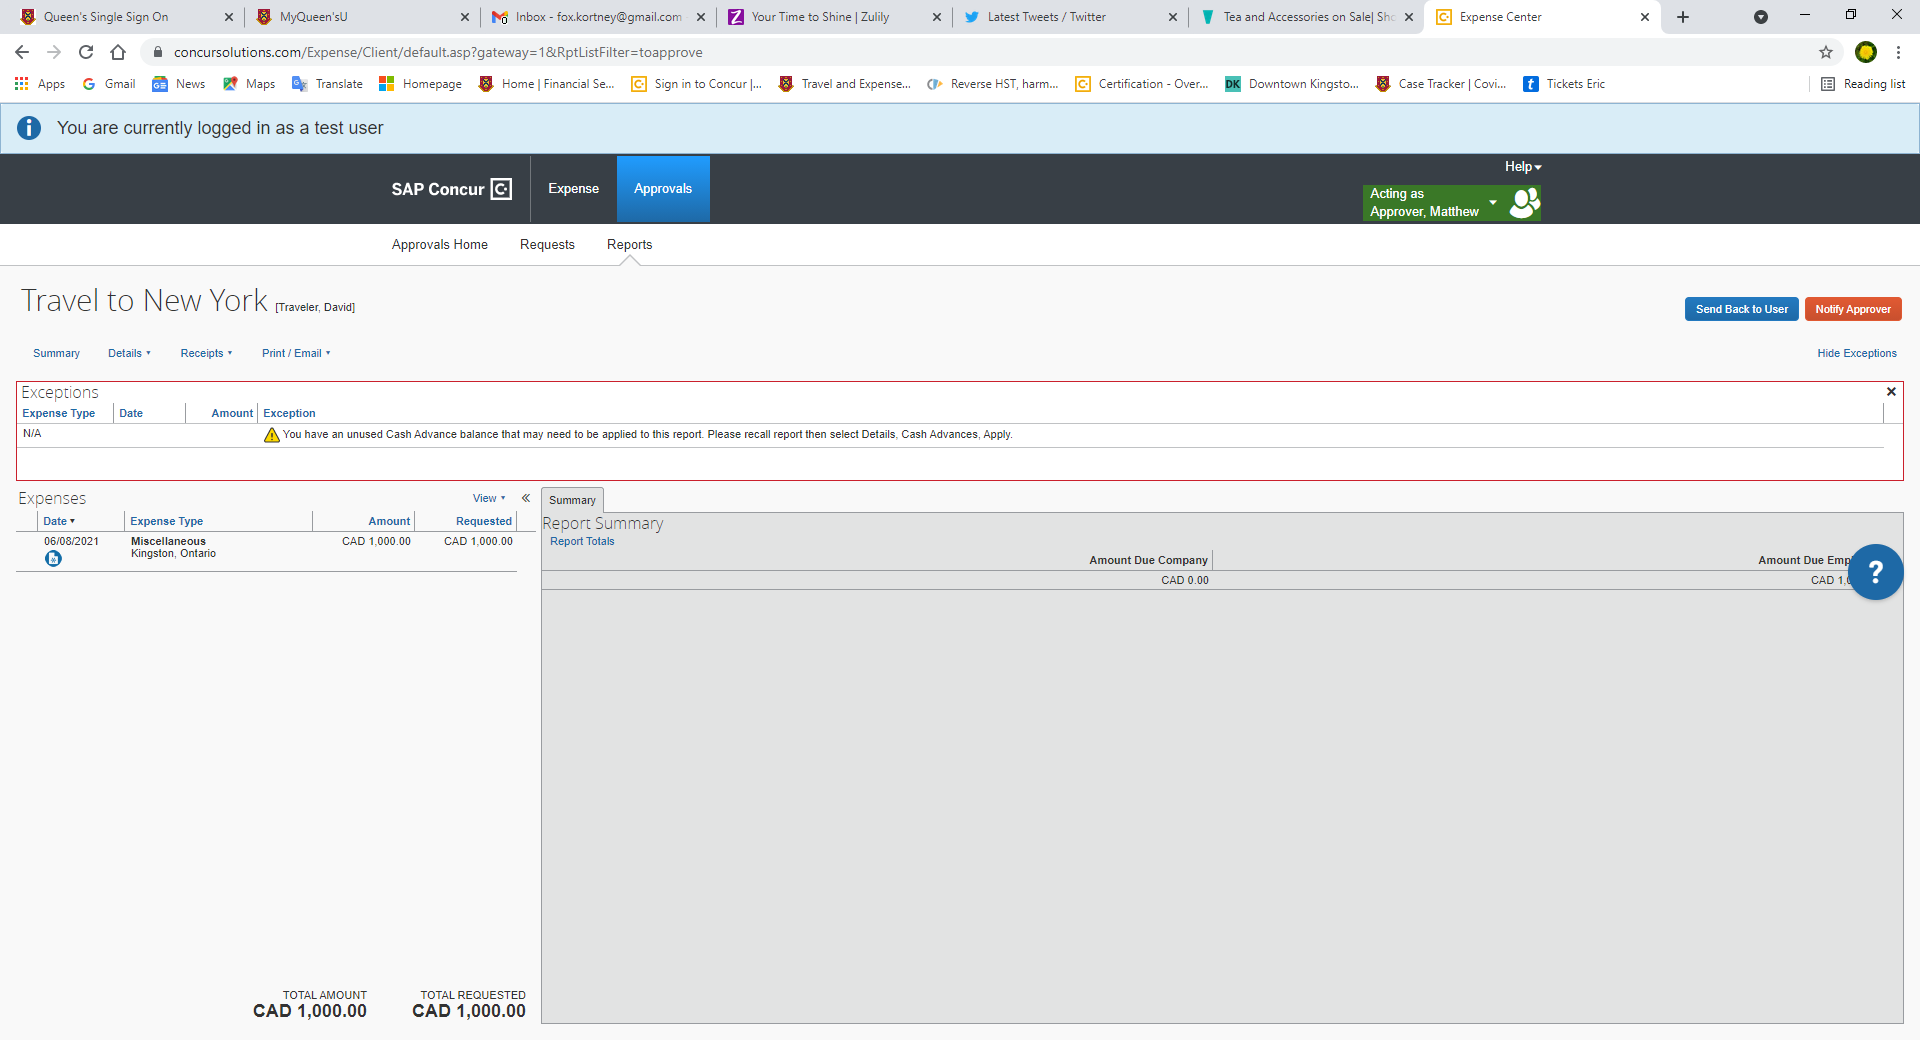 Queen's Single Sign On
MyQueen'sU
Inbox - fox.kortney@gmail.com
Your Time to Shine | Zulily
Latest Tweets / Twitter
Tea and Accessories on Sale| Sho
Expense Center
concursolutions.com/Expense/Client/default.asp?gateway=1&RptListFilter=toapprove
Apps Gmail News Maps Translate Homepage Home | Financial Se... Sign in to Concur |... Travel and Expense... Reverse HST, harm... Certification - Over... DK Downtown Kingsto... Case Tracker | Covi... t Tickets Eric Reading list
You are currently logged in as a test user
Help
SAP Concur C Expense Approvals
Acting as
Approver, Matthew
Approvals Home Requests Reports
Travel to New York [Traveler, David]
Send Back to User Notify Approver
Summary Details Receipts Print / Email Hide Exceptions
Exceptions
Expense Type Date Amount Exception
N/A You have an unused Cash Advance balance that may need to be applied to this report. Please recall report then select Details, Cash Advances, Apply.
Expenses View «
Summary
Date Expense Type Amount Requested
06/08/2021 Miscellaneous CAD 1,000.00 CAD 1,000.00
Kingston, Ontario
Report Summary
Report Totals
Amount Due Company Amount Due Emp
CAD 0.00 CAD 1,0
?
TOTAL AMOUNT TOTAL REQUESTED
CAD 1,000.00 CAD 1,000.00